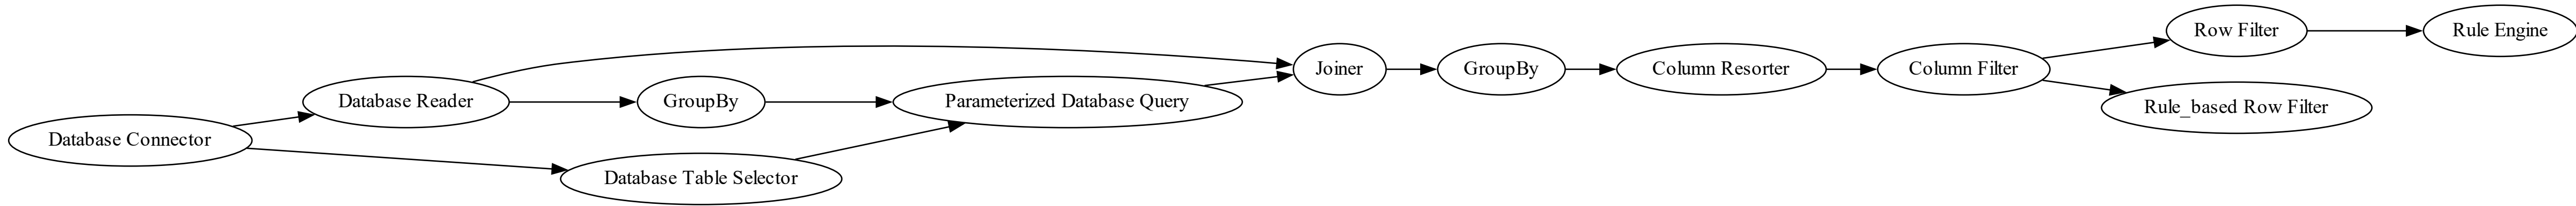 Database Connector
Database Reader
GroupBy
Database Table Selector
Parameterized Database Query
Joiner
GroupBy
Column Resorter
Column Filter
Row Filter
Rule_based Row Filter
Rule Engine